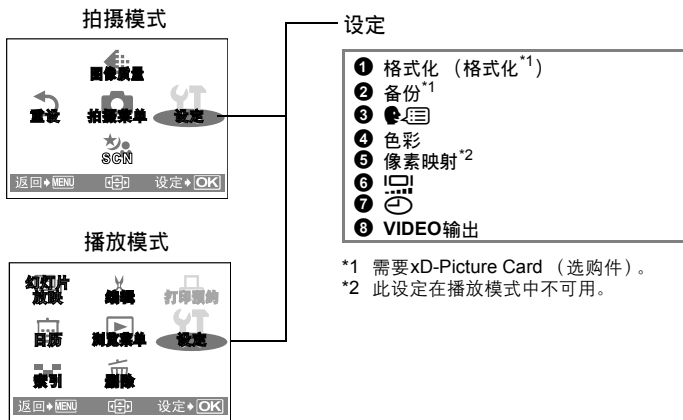 拍摄模式
图像质量
重设 拍摄菜单 设定
SCN
返回 MENU 设定 OK
播放模式
幻灯片放映 编辑 打印预约
日历 浏览菜单 设定
索引 删除
返回 MENU 设定 OK
设定
❶ 格式化 （格式化*1）
❷ 备份*1
❸
❹ 色彩
❺ 像素映射*2
❻
❼
❽ VIDEO输出
*1 需要xD-Picture Card （选购件）。
*2 此设定在播放模式中不可用。